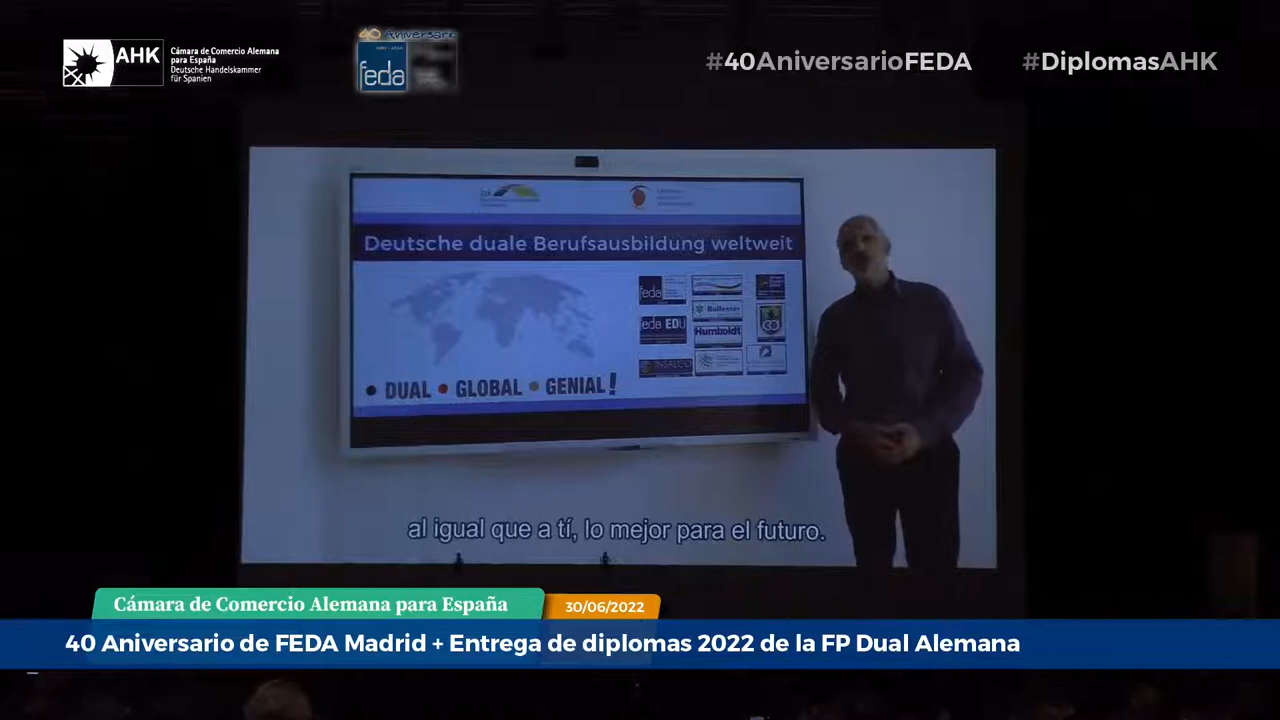 AHK
Cámara de Comercio Alemana
para España
Deutsche Handelskammer
für Spanien
40 Aniversario
feda
#40AniversarioFEDA
#DiplomasAHK
Deutsche duale Berufsausbildung weltweit
feda
Ballester
feda EDU
Humboldt
• DUAL • GLOBAL • GENIAL!
al igual que a tí, lo mejor para el futuro.
Cámara de Comercio Alemana para España
30/06/2022
40 Aniversario de FEDA Madrid + Entrega de diplomas 2022 de la FP Dual Alemana